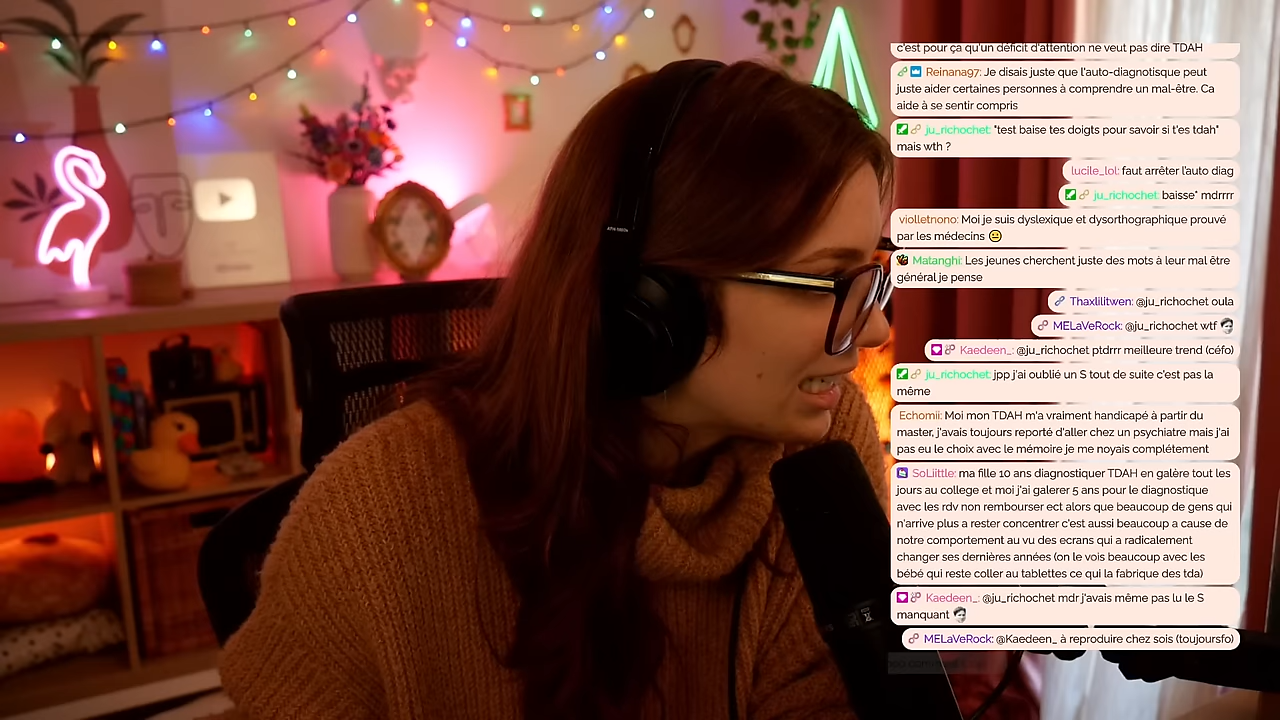 c'est pour ça qu'un déficit d'attention ne veut pas dire TDAH
Reinana97: Je disais juste que l'auto-diagnotisque peut
juste aider certaines personnes à comprendre un mal-être. Ca
aide à se sentir compris
ju_richochet: "test baise tes doigts pour savoir si t'es tdah"
mais wth ?
lucile_lol: faut arrêter l'auto diag
ju_richochet: baisse* mdrrr
violletnono: Moi je suis dyslexique et dysorthographique prouvé
par les médecins
Matanghi: Les jeunes cherchent juste des mots à leur mal être
général je pense
Thaxlilitwen: @ju_richochet oula
MELaVeRock: @ju_richochet wtf
Kaedeen_: @ju_richochet ptdrrr meilleure trend (céfo)
ju_richochet: jpp j'ai oublié un S tout de suite c'est pas la
même
Echomii: Moi mon TDAH m'a vraiment handicapé à partir du
master, j'avais toujours reporté d'aller chez un psychiatre mais j'ai
pas eu le choix avec le mémoire je me noyais complétement
SoLiittle: ma fille 10 ans diagnostiquer TDAH en galère tout les
jours au college et moi j'ai galerer 5 ans pour le diagnostique
avec les rdv non rembourser ect alors que beaucoup de gens qui
n'arrive plus a rester concentrer c'est aussi beaucoup a cause de
notre comportement au vu des ecrans qui a radicalement
changer ses dernières années (on le vois beaucoup avec les
bébé qui reste coller au tablettes ce qui la fabrique des tda)
Kaedeen_: @ju_richochet mdr j'avais même pas lu le S
manquant
MELaVeRock: @Kaedeen_ à reproduire chez sois (toujoursfo)